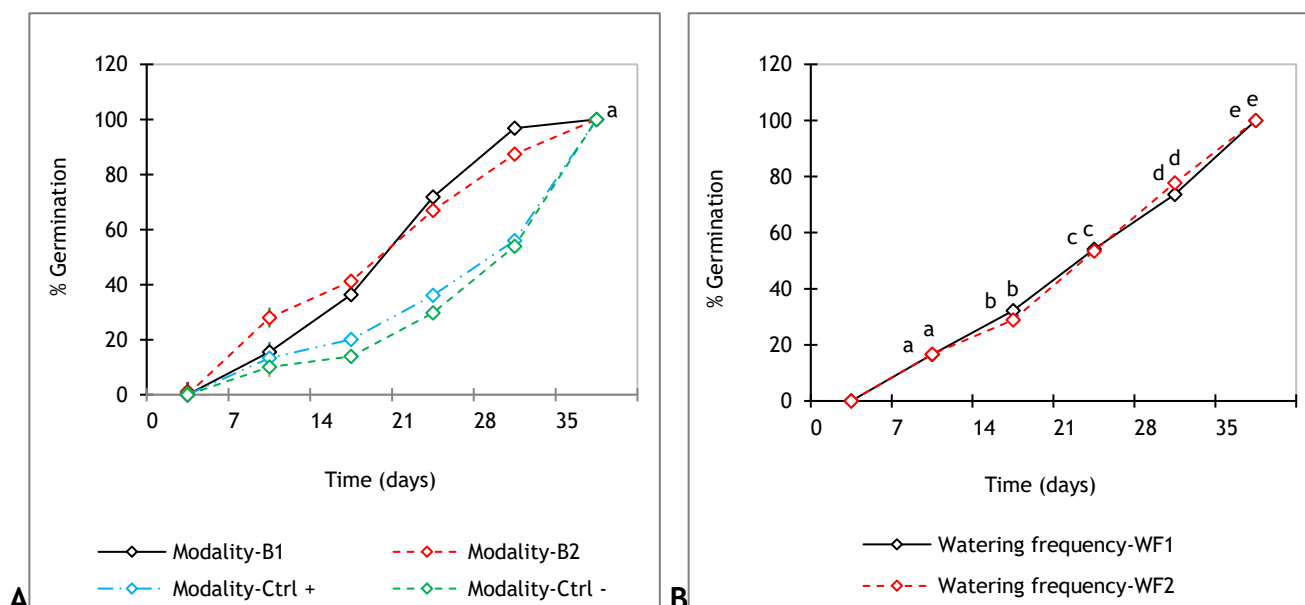 120
100
80
60
40
20
0
% Germination
a
0 7 14 21 28 35
Time (days)
Modality-B1 Modality-B2
Modality-Ctrl + Modality-Ctrl -
A
120
100
80
60
40
20
0
% Germination
a a b b c c d d e e
0 7 14 21 28 35
Time (days)
Watering frequency-WF1
Watering frequency-WF2
B